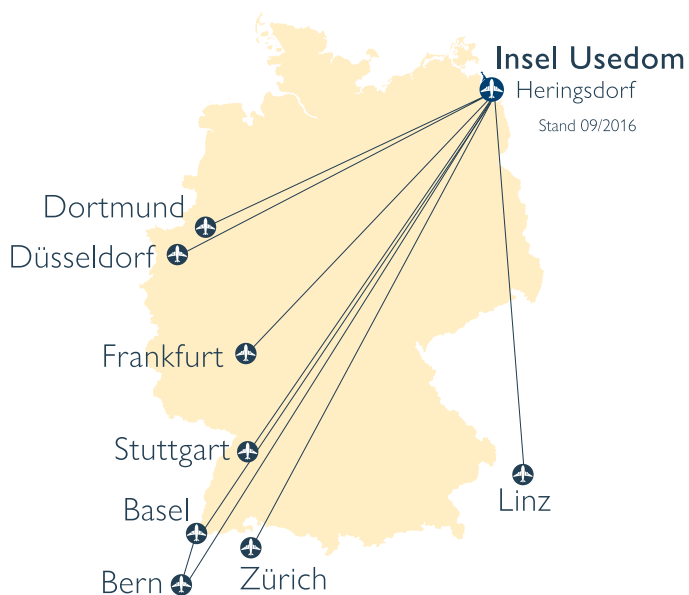 Insel Usedom
Heringsdorf
Stand 09/2016
Dortmund
Düsseldorf
Frankfurt
Stuttgart
Linz
Basel
Zürich
Bern